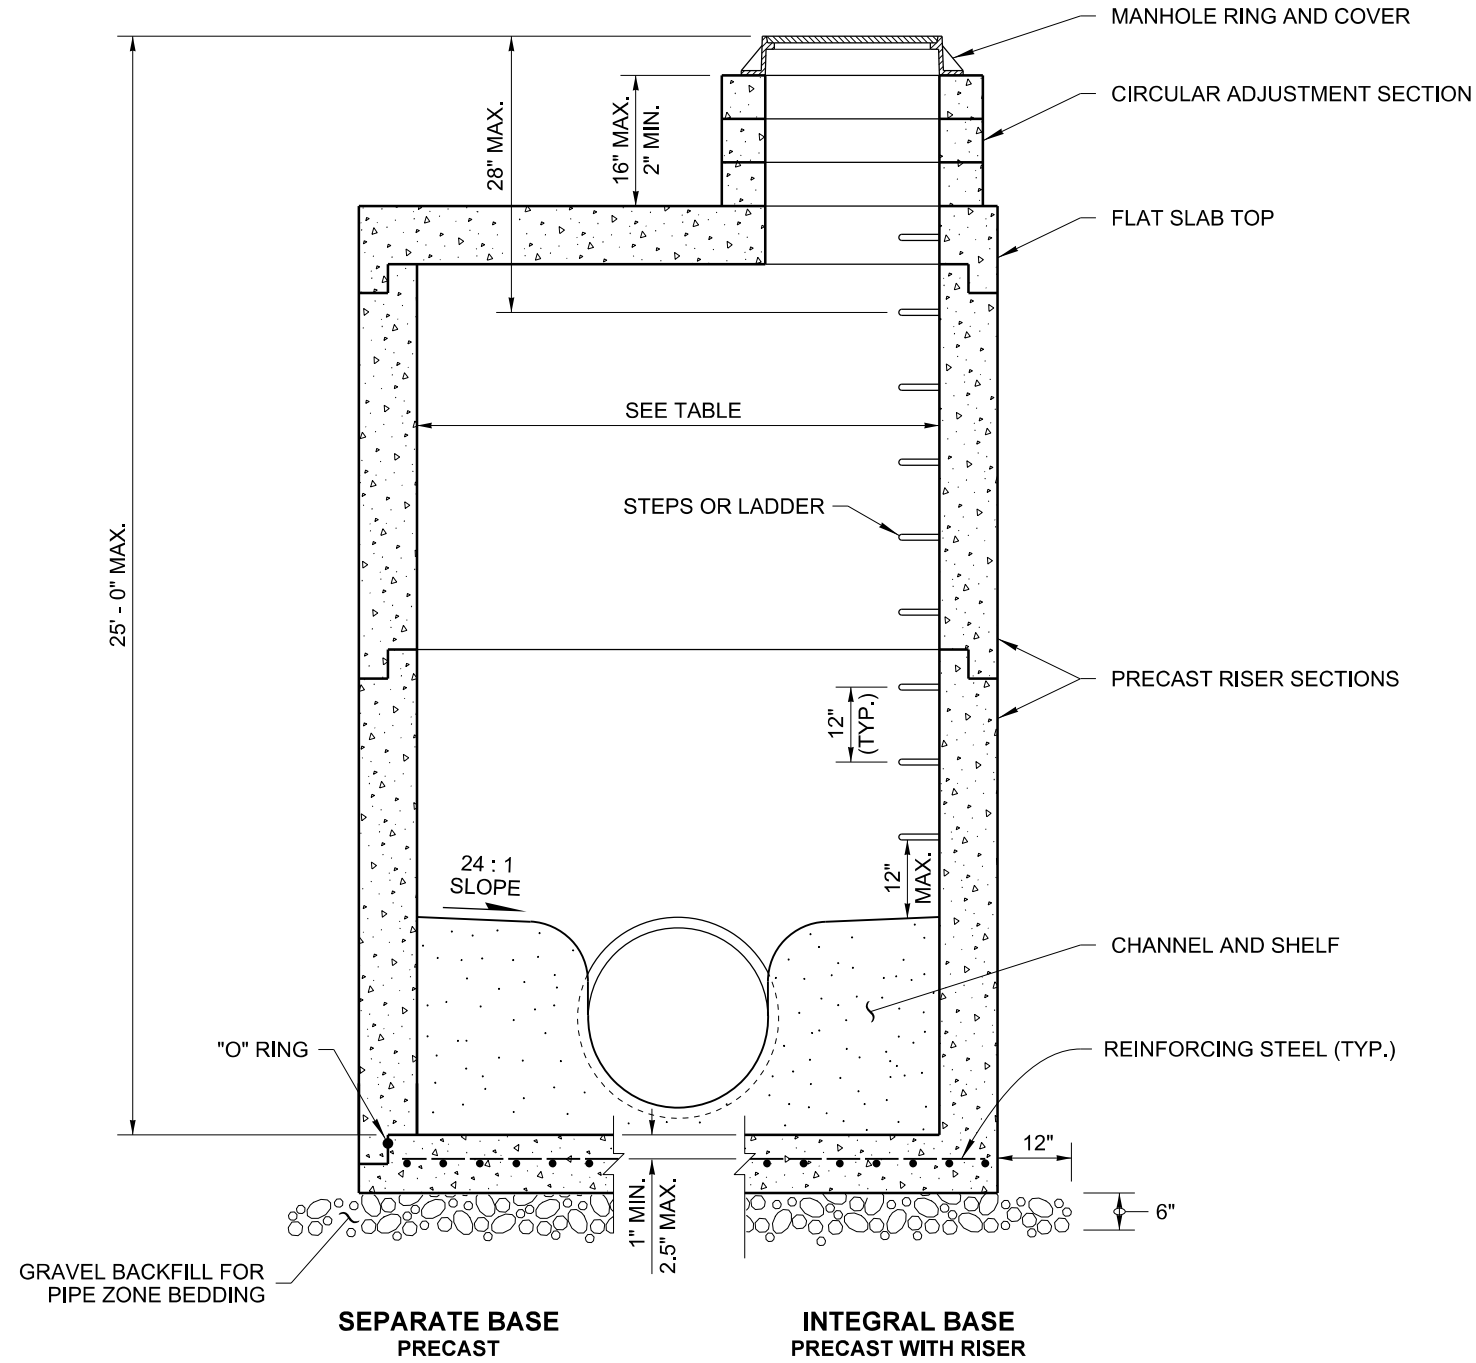 MANHOLE RING AND COVER
CIRCULAR ADJUSTMENT SECTION
28" MAX.
16" MAX.
2" MIN.
FLAT SLAB TOP
SEE TABLE
STEPS OR LADDER
25' - 0" MAX.
PRECAST RISER SECTIONS
12"
(TYP.)
24 : 1
SLOPE
12"
MAX.
CHANNEL AND SHELF
"O" RING
REINFORCING STEEL (TYP.)
12"
1" MIN.
2.5" MAX.
6"
GRAVEL BACKFILL FOR
PIPE ZONE BEDDING
SEPARATE BASE
PRECAST
INTEGRAL BASE
PRECAST WITH RISER